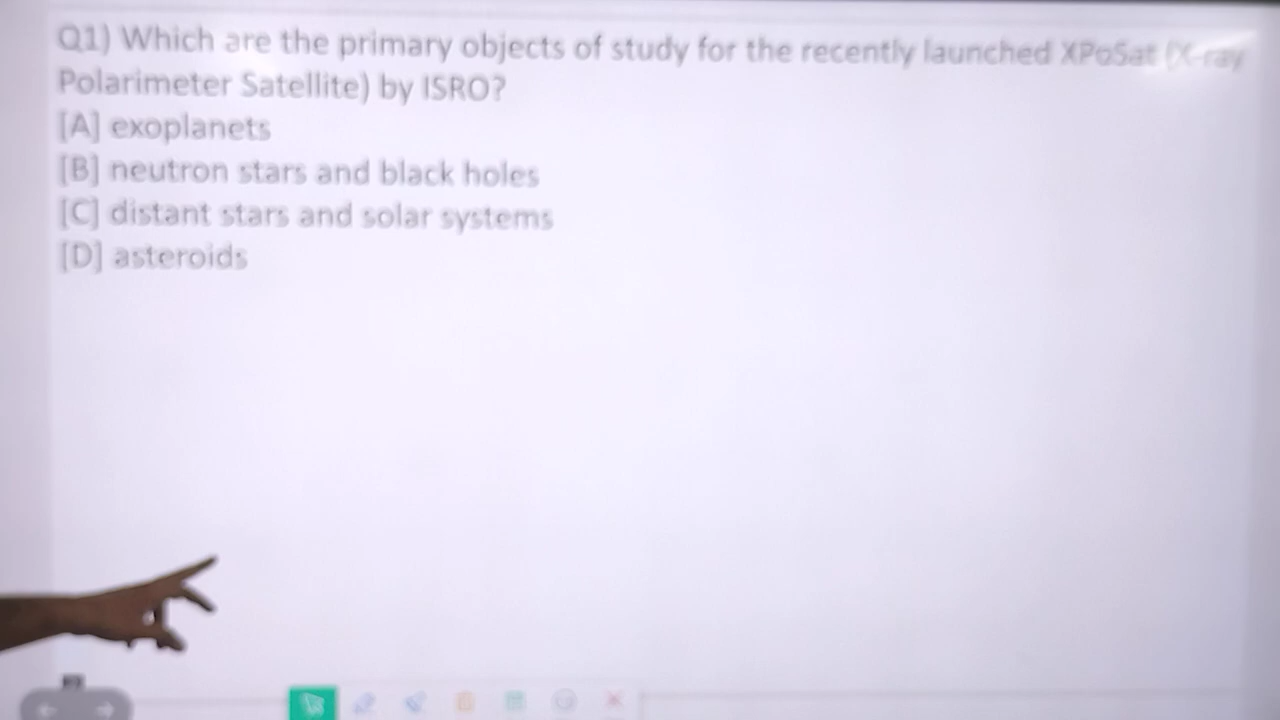 Q1) Which are the primary objects of study for the recently launched XPoSat (X-ray
Polarimeter Satellite) by ISRO?
[A] exoplanets
[B] neutron stars and black holes
[C] distant stars and solar systems
[D] asteroids